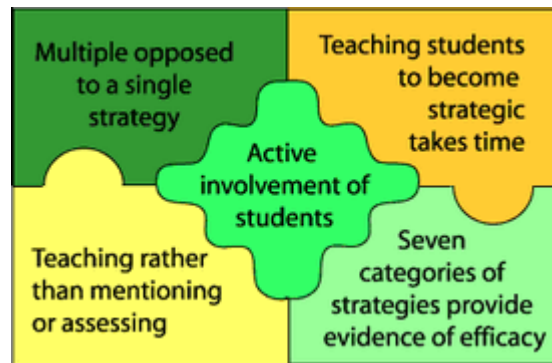 Multiple opposed
to a single
strategy
Teaching students
to become
strategic
takes time
Active
involvement of
students
Teaching rather
than mentioning
or assessing
Seven
categories of
strategies provide
evidence of efficacy